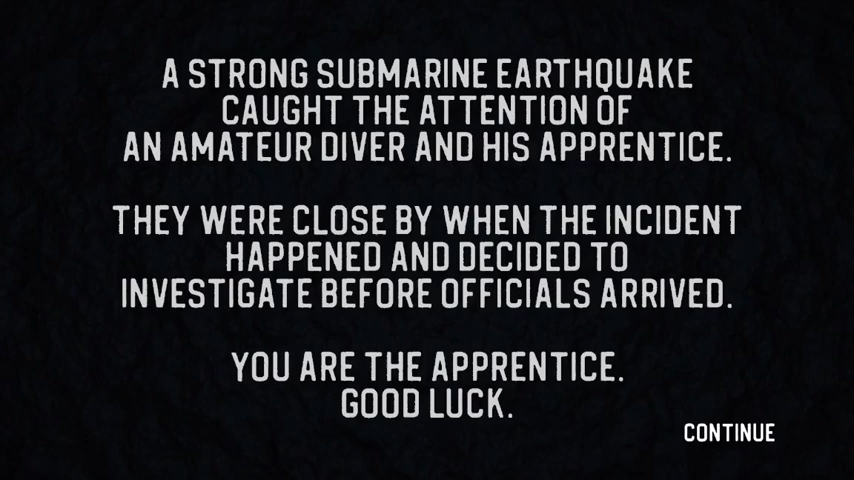 A STRONG SUBMARINE EARTHQUAKE
CAUGHT THE ATTENTION OF
AN AMATEUR DIVER AND HIS APPRENTICE.
THEY WERE CLOSE BY WHEN THE INCIDENT
HAPPENED AND DECIDED TO
INVESTIGATE BEFORE OFFICIALS ARRIVED.
YOU ARE THE APPRENTICE.
GOOD LUCK.
CONTINUE